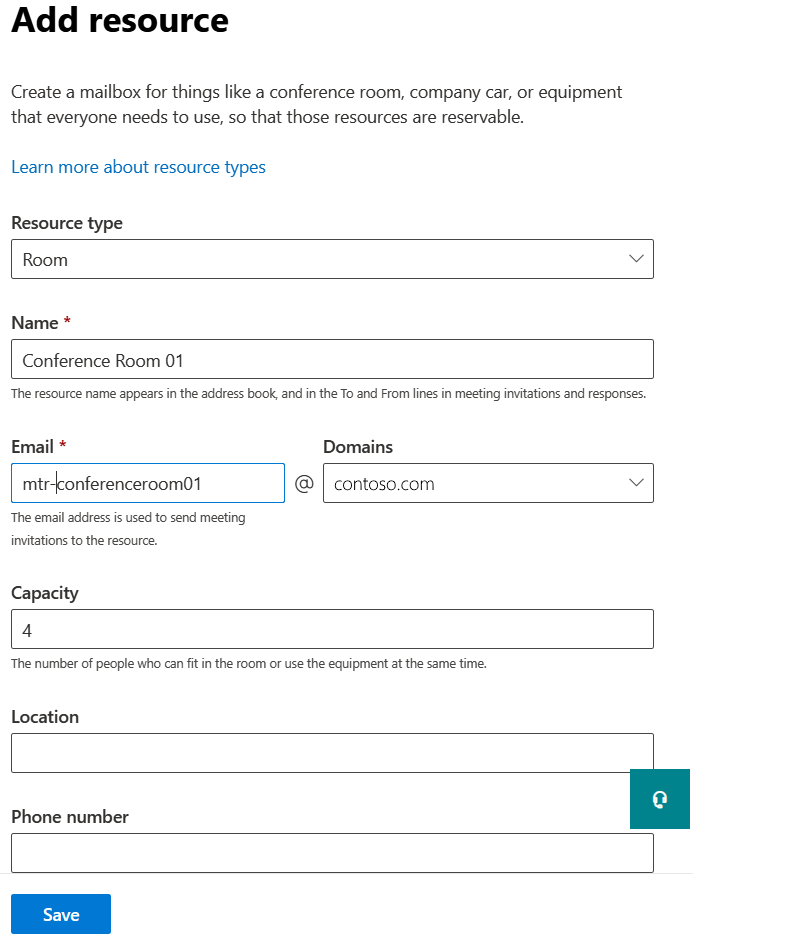 Add resource
Create a mailbox for things like a conference room, company car, or equipment
that everyone needs to use, so that those resources are reservable.
Learn more about resource types
Resource type
Room
Name *
Conference Room 01
The resource name appears in the address book, and in the To and From lines in meeting invitations and responses.
Email *
Domains
mtr-conferenceroom01 @ contoso.com
The email address is used to send meeting
invitations to the resource.
Capacity
4
The number of people who can fit in the room or use the equipment at the same time.
Location
Phone number
Save